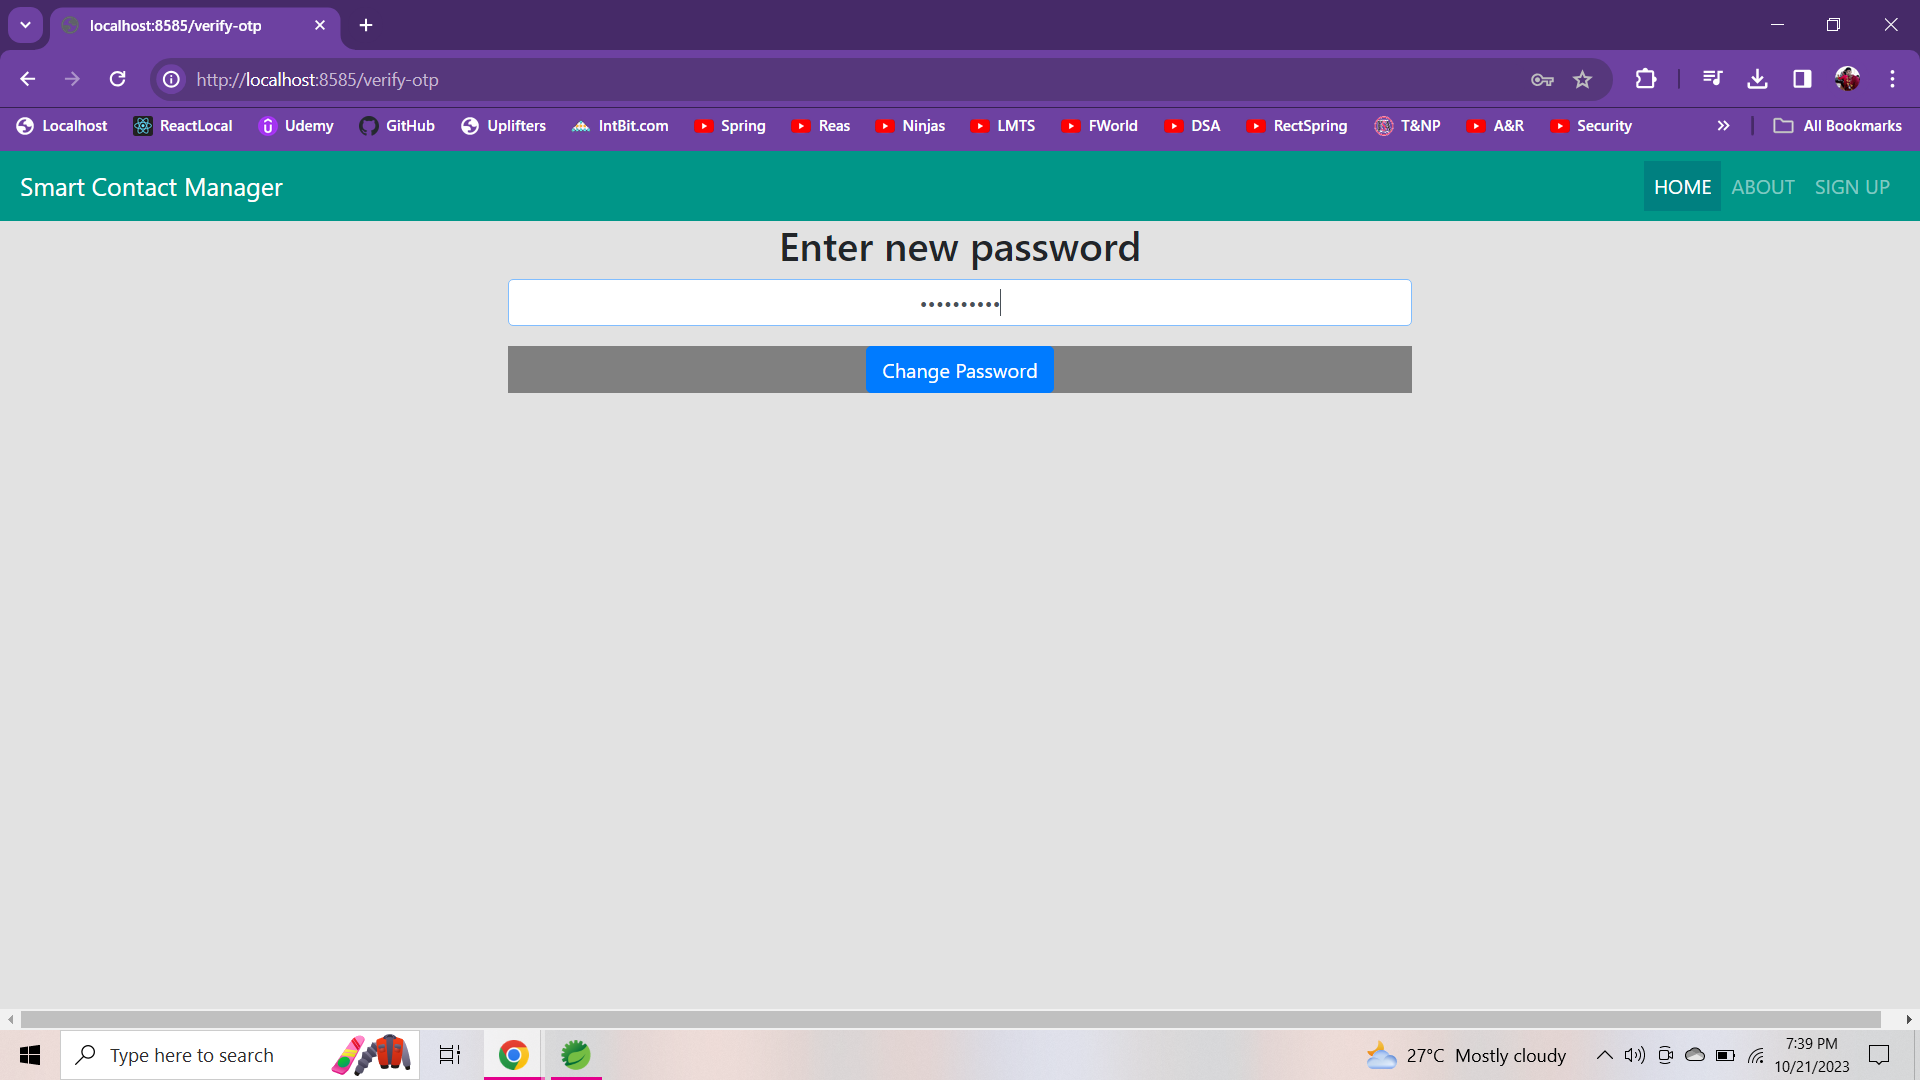 localhost:8585/verify-otp
http://localhost:8585/verify-otp
Localhost ReactLocal Udemy GitHub Uplifters IntBit.com Spring Reas Ninjas LMTS FWorld DSA RectSpring T&NP A&R Security All Bookmarks
Smart Contact Manager HOME ABOUT SIGN UP
Enter new password
••••••••••
Change Password
Type here to search 27°C Mostly cloudy 7:39 PM
10/21/2023